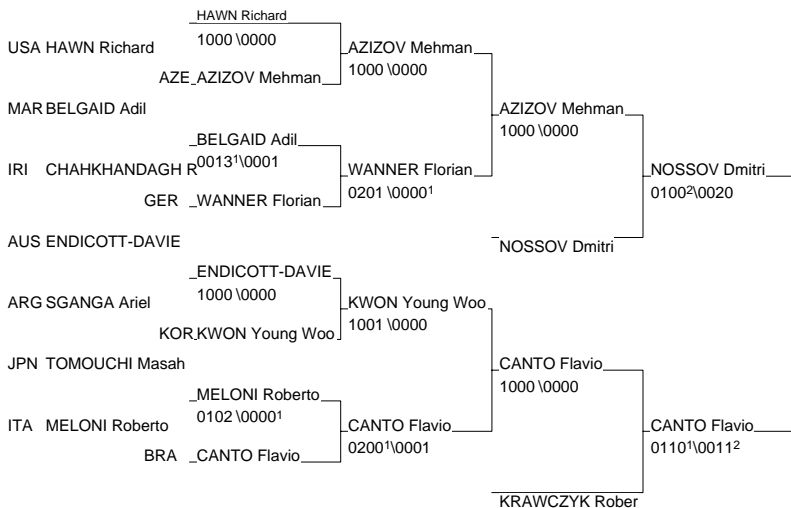 HAWN Richard
1000 \0000
USA HAWN Richard
AZIZOV Mehman
1000 \0000
AZE AZIZOV Mehman
MAR BELGAID Adil
AZIZOV Mehman
1000 \0000
BELGAID Adil
0013¹\0001
IRI CHAHKHANDAGH R
WANNER Florian
0201 \0000¹
NOSSOV Dmitri
0100²\0020
GER WANNER Florian
AUS ENDICOTT-DAVIE
NOSSOV Dmitri
ENDICOTT-DAVIE
1000 \0000
ARG SGANGA Ariel
KWON Young Woo
1001 \0000
KOR KWON Young Woo
JPN TOMOUCHI Masah
CANTO Flavio
1000 \0000
MELONI Roberto
0102 \0000¹
ITA MELONI Roberto
CANTO Flavio
0200¹\0001
CANTO Flavio
0110¹\0011²
BRA CANTO Flavio
KRAWCZYK Rober